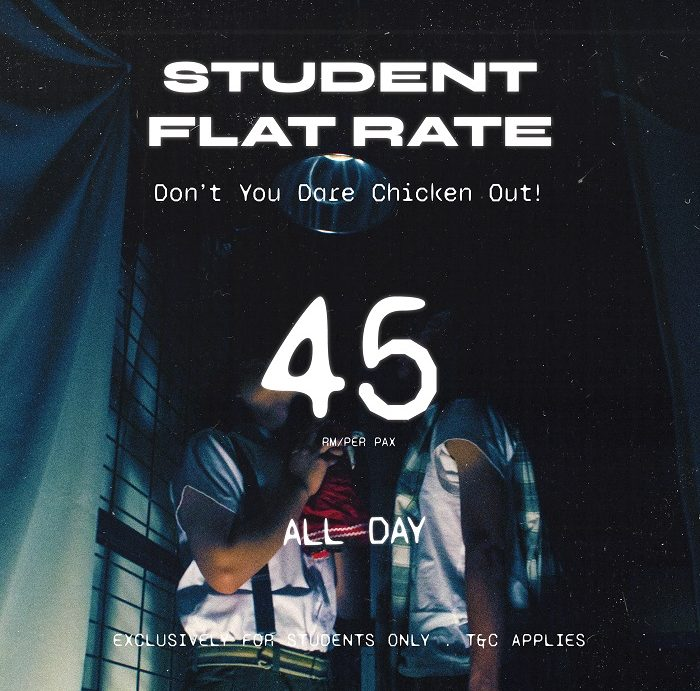 STUDENT
FLAT RATE
Don't You Dare Chicken Out!
45
RM/PER PAX
ALL DAY
EXCLUSIVELY FOR STUDENTS ONLY . T&C APPLIES